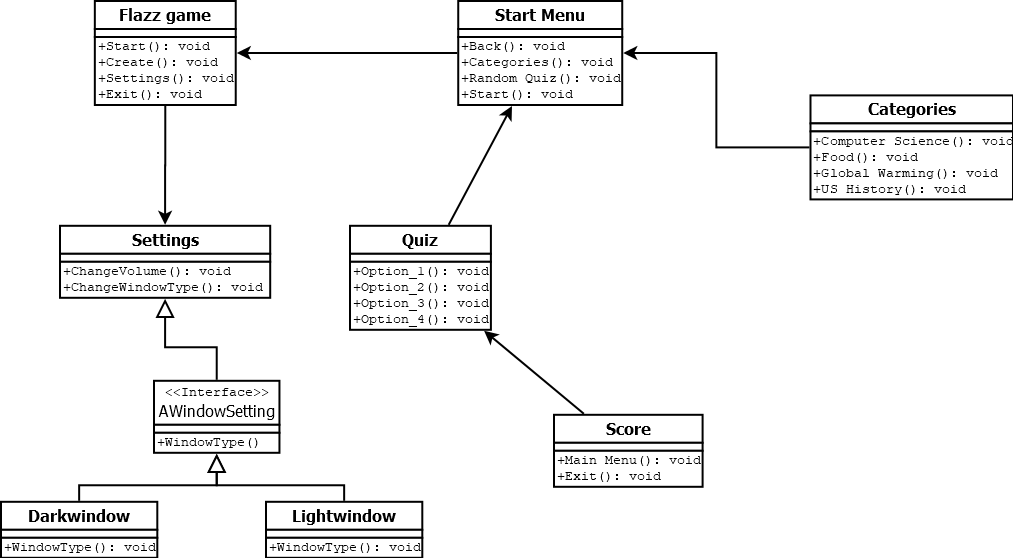 Flazz game
+Start(): void
+Create(): void
+Settings(): void
+Exit(): void
Start Menu
+Back(): void
+Categories(): void
+Random Quiz(): void
+Start(): void
Categories
+Computer Science(): void
+Food(): void
+Global Warming(): void
+US History(): void
Settings
+ChangeVolume(): void
+ChangeWindowType(): void
Quiz
+Option_1(): void
+Option_2(): void
+Option_3(): void
+Option_4(): void
<<Interface>>
AWindowSetting
+WindowType()
Score
+Main Menu(): void
+Exit(): void
Darkwindow
+WindowType(): void
Lightwindow
+WindowType(): void